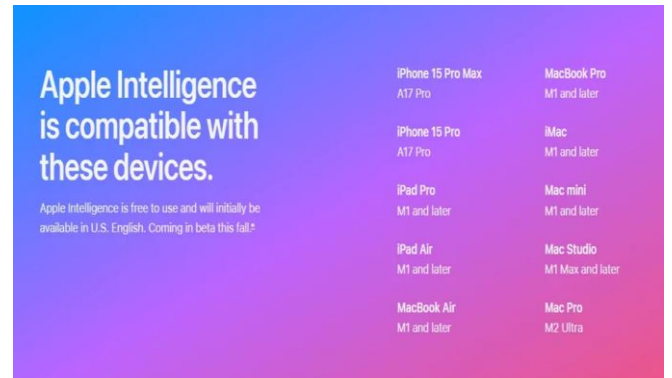 Apple Intelligence
is compatible with
these devices.
Apple Intelligence is free to use and will initially be
available in U.S. English. Coming in beta this fall.*
iPhone 15 Pro Max
A17 Pro
iPhone 15 Pro
A17 Pro
iPad Pro
M1 and later
iPad Air
M1 and later
MacBook Air
M1 and later
MacBook Pro
M1 and later
iMac
M1 and later
Mac mini
M1 and later
Mac Studio
M1 Max and later
Mac Pro
M2 Ultra